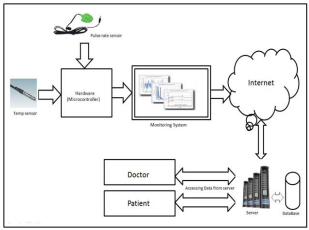 Pulse rate sensor
Hardware
(Microcontroller)
Internet
Temp sensor
Monitoring System
Doctor
Accessing Data from server
Patient
Server
DataBase